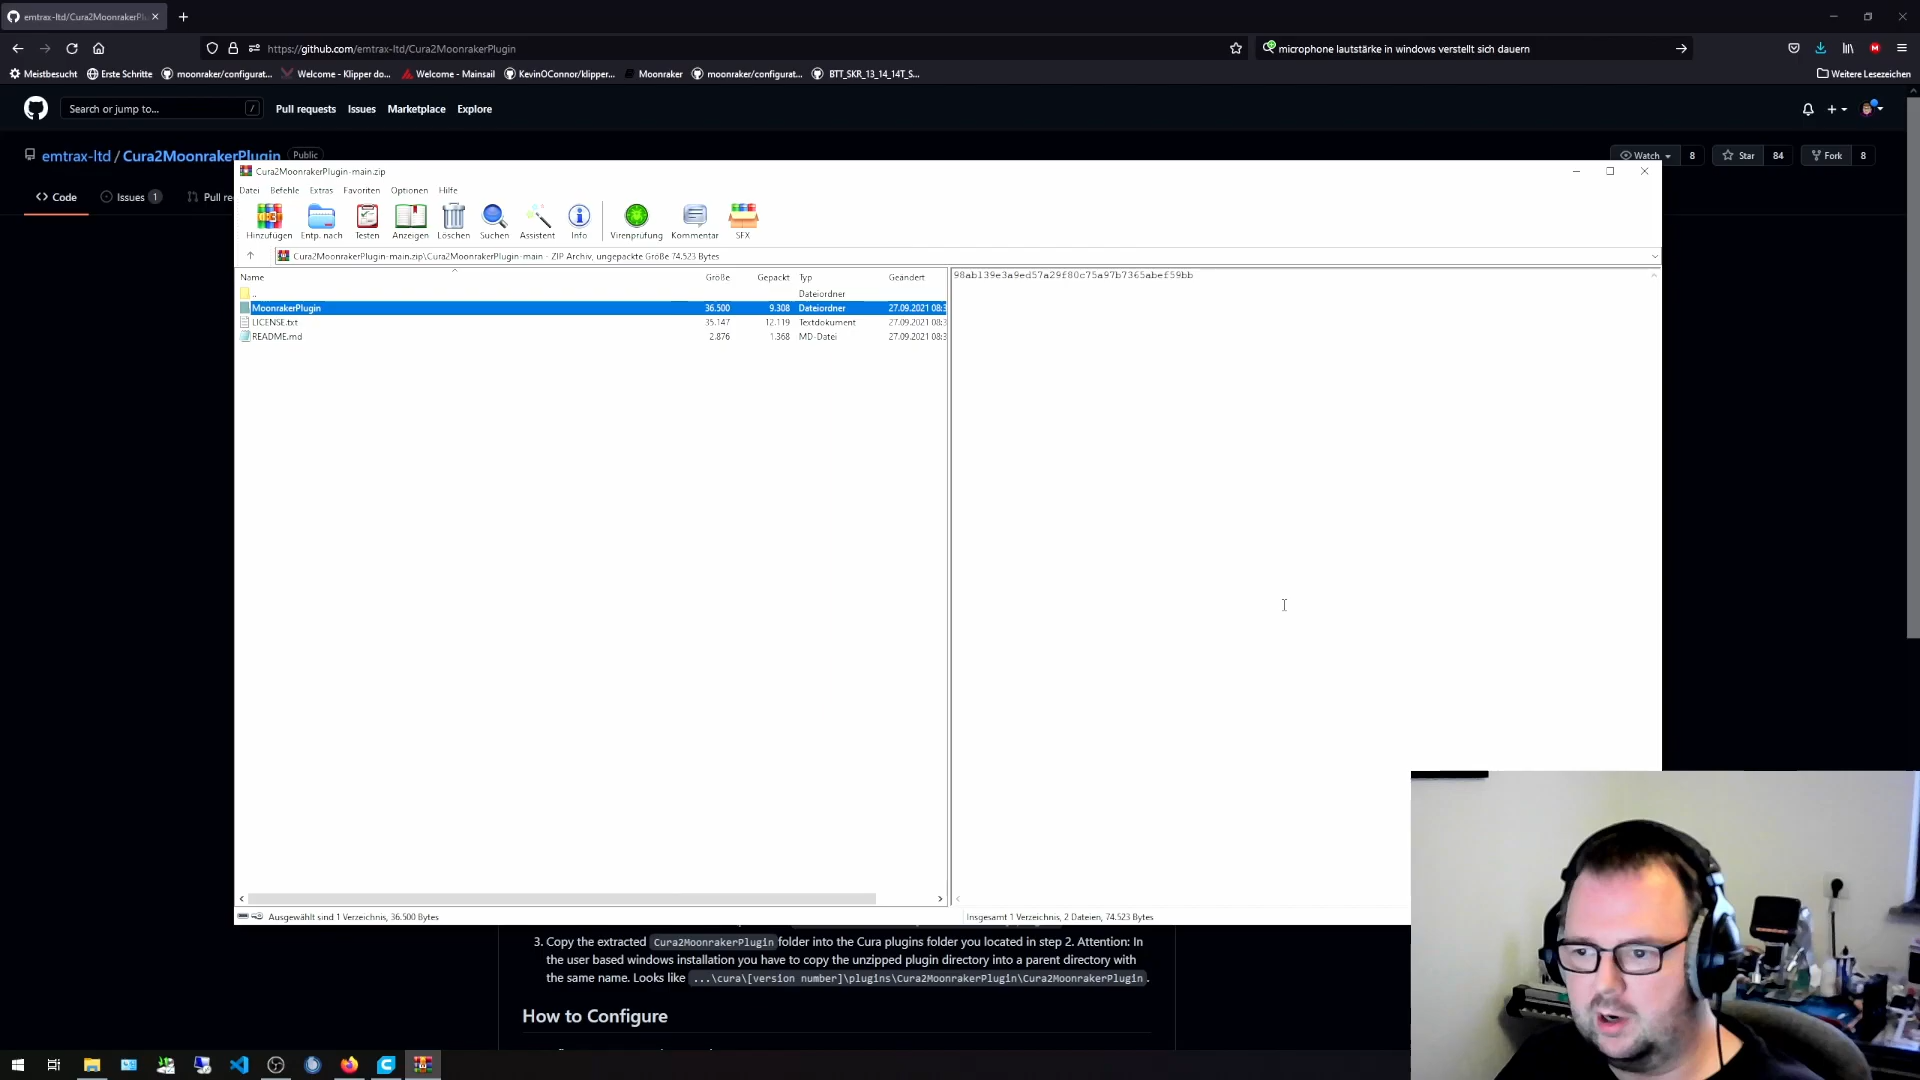 emtrax-ltd/Cura2MoonrakerPl
https://github.com/emtrax-ltd/Cura2MoonrakerPlugin
microphone lautstärke in windows verstellt sich dauern
Meistbesucht Erste Schritte moonraker/configurat... Welcome - Klipper do... Welcome - Mainsail KevinOConnor/klipper... Moonraker moonraker/configurat... BTT_SKR_13_14_14T_S... Weitere Lesezeichen
Search or jump to... / Pull requests Issues Marketplace Explore
emtrax-ltd / Cura2MoonrakerPlugin Public Watch 8 Star 84 Fork 8
Cura2MoonrakerPlugin-main.zip
Datei Befehle Extras Favoriten Optionen Hilfe
Code Issues 1 Pull re
Hinzufügen Entp. nach Testen Anzeigen Löschen Suchen Assistent Info Virenprüfung Kommentar SFX
Cura2MoonrakerPlugin-main.zip\Cura2MoonrakerPlugin-main - ZIP Archiv, ungepackte Größe 74.523 Bytes
Name Größe Gepackt Typ Geändert
98ab139e3a9ed57a29f80c75a97b7365abef59bb
.. Dateiordner
MoonrakerPlugin 36.500 9.308 Dateiordner 27.09.2021 08:3
LICENSE.txt 35.147 12.119 Textdokument 27.09.2021 08:3
README.md 2.876 1.368 MD-Datei 27.09.2021 08:3
Ausgewählt sind 1 Verzeichnis, 36.500 Bytes
Insgesamt 1 Verzeichnis, 2 Dateien, 74.523 Bytes
3. Copy the extracted Cura2MoonrakerPlugin folder into the Cura plugins folder you located in step 2. Attention: In
the user based windows installation you have to copy the unzipped plugin directory into a parent directory with
the same name. Looks like ...\cura\[version number]\plugins\Cura2MoonrakerPlugin\Cura2MoonrakerPlugin.
How to Configure